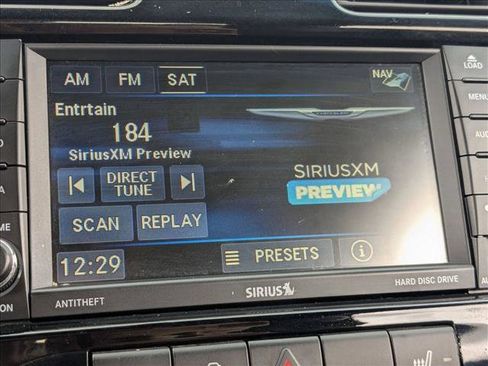 AM FM SAT NAV
LOAD
Entrtain
MENU
184
SiriusXM Preview
SIRIUSXM
PREVIEW
DIRECT
TUNE
SCAN REPLAY
12:29 PRESETS
ANTITHEFT SIRIUS HARD DISC DRIVE